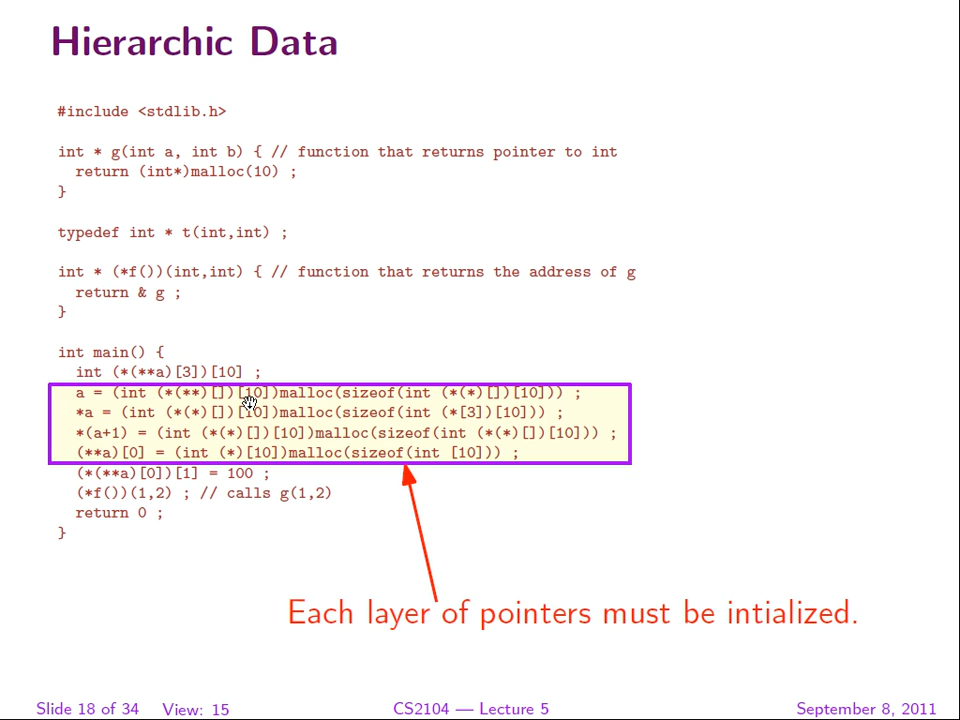 Hierarchic Data
#include <stdlib.h>
int * g(int a, int b) { // function that returns pointer to int
return (int*)malloc(10) ;
}
typedef int * t(int,int) ;
int * (*f())(int,int) { // function that returns the address of g
return & g ;
}
int main() {
int (*(**a)[3])[10] ;
a = (int (*(**)[])[10])malloc(sizeof(int (*(*)[])[10])) ;
*a = (int (*(*)[])[10])malloc(sizeof(int (*[3])[10])) ;
*(a+1) = (int (*(*)[])[10])malloc(sizeof(int (*(*)[])[10])) ;
(**a)[0] = (int (*)[10])malloc(sizeof(int [10])) ;
(*(**a)[0])[1] = 100 ;
(*f())(1,2) ; // calls g(1,2)
return 0 ;
}
Each layer of pointers must be intialized.
Slide 18 of 34 View: 15 CS2104 — Lecture 5 September 8, 2011